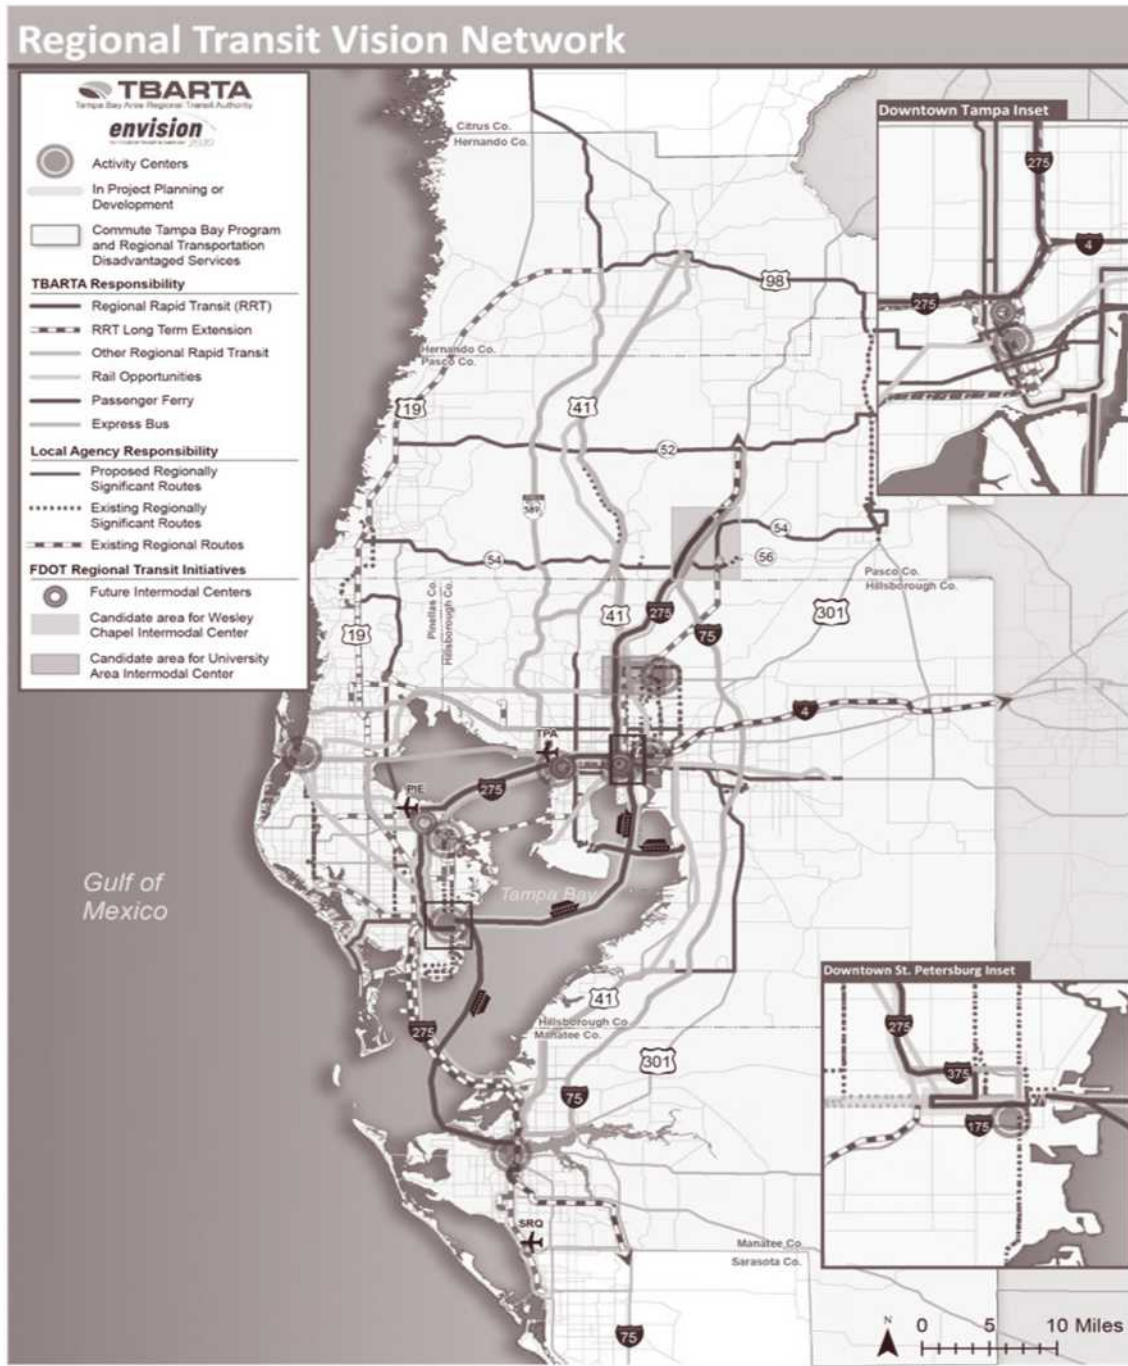 Regional Transit Vision Network
TBARTA
Tampa Bay Area Regional Transit Authority
envision
Activity Centers
In Project Planning or
Development
Commute Tampa Bay Program
and Regional Transportation
Disadvantaged Services
TBARTA Responsibility
Regional Rapid Transit (RRT)
RRT Long Term Extension
Other Regional Rapid Transit
Rail Opportunities
Passenger Ferry
Express Bus
Local Agency Responsibility
Proposed Regionally
Significant Routes
Existing Regionally
Significant Routes
Existing Regional Routes
FDOT Regional Transit Initiatives
Future Intermodal Centers
Candidate area for Wesley
Chapel Intermodal Center
Candidate area for University
Area Intermodal Center
Citrus Co.
Hernando Co.
98
Hernando Co.
Pasco Co.
19
41
52
589
54
54
56
Pasco Co.
Hillsborough Co.
Pinellas Co.
Hillsborough Co.
19
41
275
75
301
4
TPA
275
PIE
Gulf of
Mexico
Tampa Bay
41
Hillsborough Co
Manatee Co.
275
301
75
SRQ
Manatee Co
Sarasota Co.
75
Downtown Tampa Inset
275
4
275
Downtown St. Petersburg Inset
275
375
175
N
0 5 10 Miles